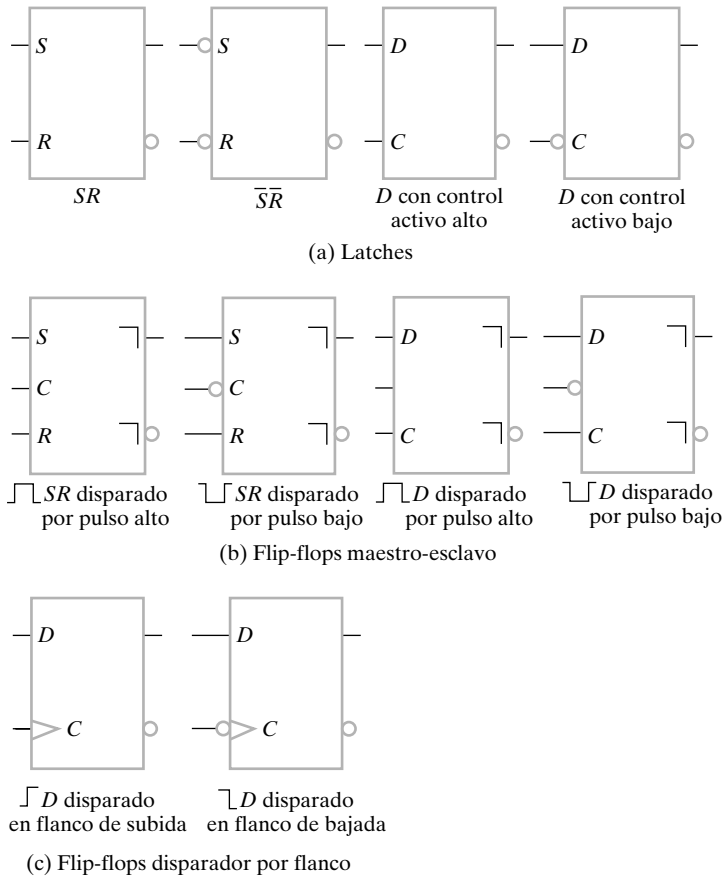 S
S
D
D
R
R
C
C
SR
S̅R̅
D con control
activo alto
D con control
activo bajo
(a) Latches
S
S
D
D
C
C
R
R
C
C
SR disparado
por pulso alto
SR disparado
por pulso bajo
D disparado
por pulso alto
D disparado
por pulso bajo
(b) Flip-flops maestro-esclavo
D
D
C
C
D disparado
en flanco de subida
D disparado
en flanco de bajada
(c) Flip-flops disparador por flanco